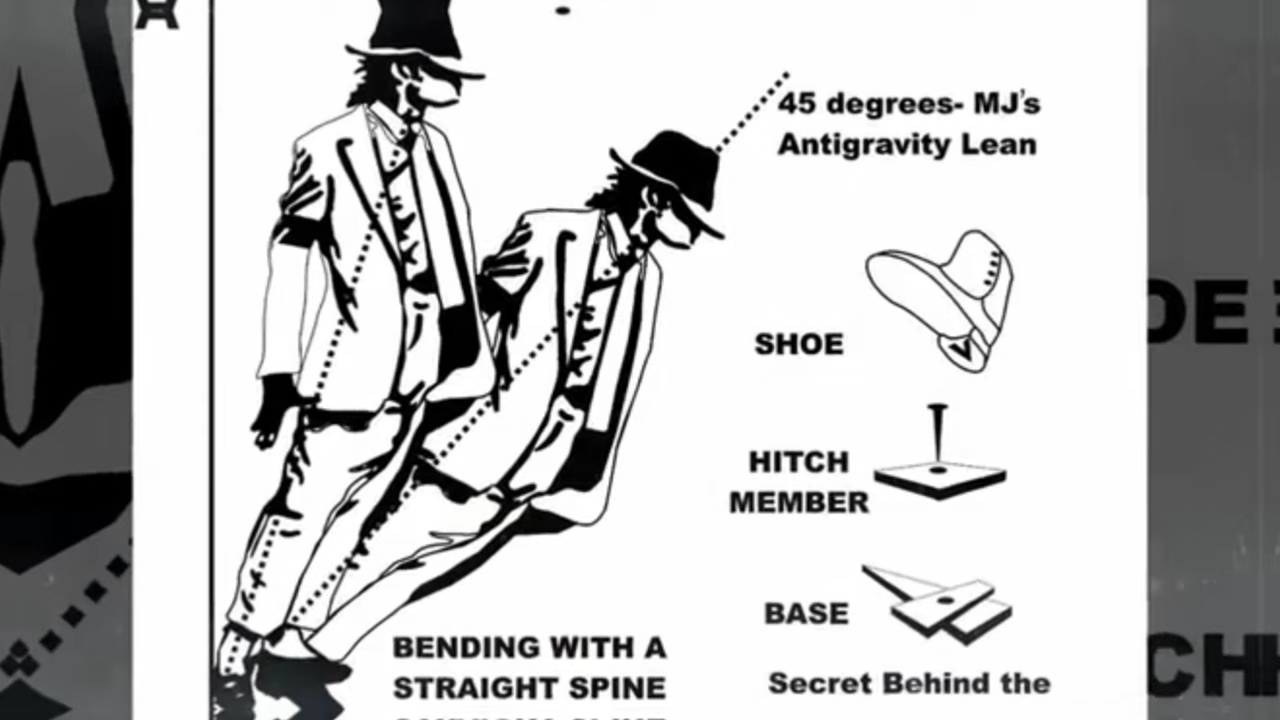 45 degrees- MJ's
Antigravity Lean
SHOE
HITCH
MEMBER
BASE
BENDING WITH A
STRAIGHT SPINE
Secret Behind the